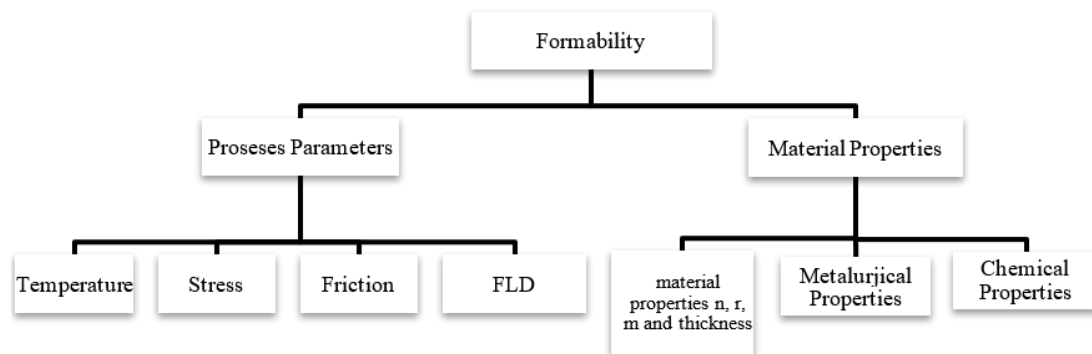 Formability
Proseses Parameters
Material Properties
Temperature
Stress
Friction
FLD
material
properties n, r,
m and thickness
Metalurjical
Properties
Chemical
Properties